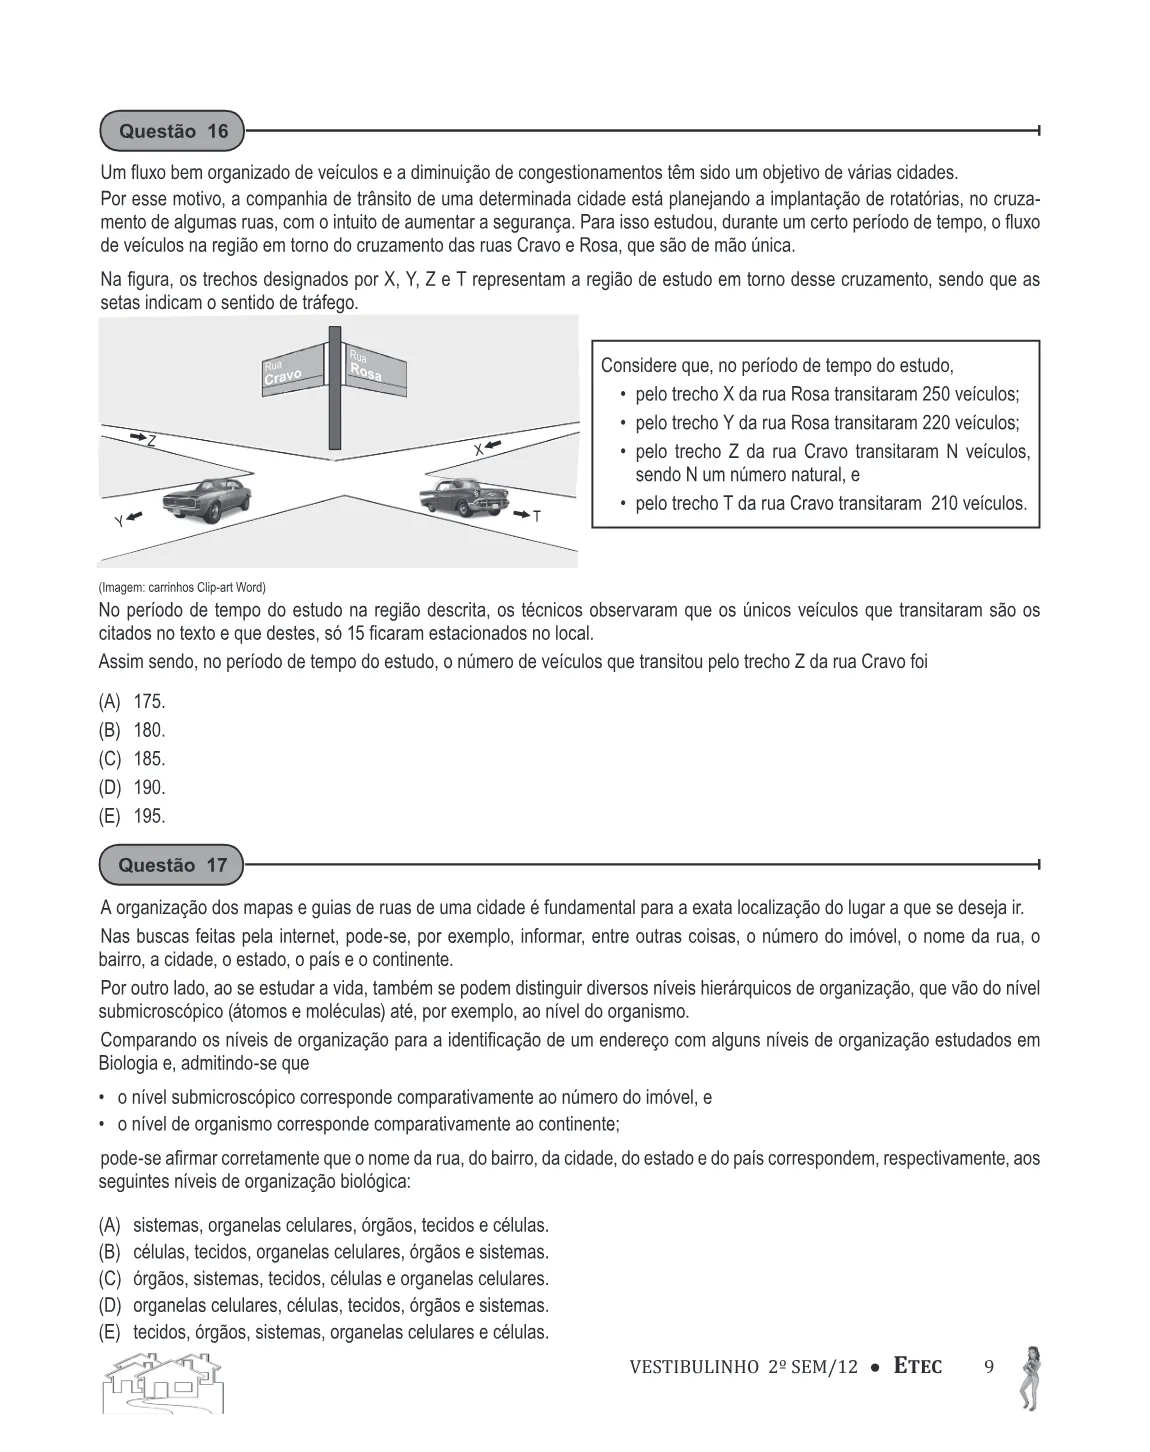 Questão 16
Um fluxo bem organizado de veículos e a diminuição de congestionamentos têm sido um objetivo de várias cidades.
Por esse motivo, a companhia de trânsito de uma determinada cidade está planejando a implantação de rotatórias, no cruza-
mento de algumas ruas, com o intuito de aumentar a segurança. Para isso estudou, durante um certo período de tempo, o fluxo
de veículos na região em torno do cruzamento das ruas Cravo e Rosa, que são de mão única.
Na figura, os trechos designados por X, Y, Z e T representam a região de estudo em torno desse cruzamento, sendo que as
setas indicam o sentido de tráfego.
Rua
Cravo
Rua
Rosa
Z
X
Y
T
Considere que, no período de tempo do estudo,
• pelo trecho X da rua Rosa transitaram 250 veículos;
• pelo trecho Y da rua Rosa transitaram 220 veículos;
• pelo trecho Z da rua Cravo transitaram N veículos,
sendo N um número natural, e
• pelo trecho T da rua Cravo transitaram 210 veículos.
(Imagem: carrinhos Clip-art Word)
No período de tempo do estudo na região descrita, os técnicos observaram que os únicos veículos que transitaram são os
citados no texto e que destes, só 15 ficaram estacionados no local.
Assim sendo, no período de tempo do estudo, o número de veículos que transitou pelo trecho Z da rua Cravo foi
(A) 175.
(B) 180.
(C) 185.
(D) 190.
(E) 195.
Questão 17
A organização dos mapas e guias de ruas de uma cidade é fundamental para a exata localização do lugar a que se deseja ir.
Nas buscas feitas pela internet, pode-se, por exemplo, informar, entre outras coisas, o número do imóvel, o nome da rua, o
bairro, a cidade, o estado, o país e o continente.
Por outro lado, ao se estudar a vida, também se podem distinguir diversos níveis hierárquicos de organização, que vão do nível
submicroscópico (átomos e moléculas) até, por exemplo, ao nível do organismo.
Comparando os níveis de organização para a identificação de um endereço com alguns níveis de organização estudados em
Biologia e, admitindo-se que
• o nível submicroscópico corresponde comparativamente ao número do imóvel, e
• o nível de organismo corresponde comparativamente ao continente;
pode-se afirmar corretamente que o nome da rua, do bairro, da cidade, do estado e do país correspondem, respectivamente, aos
seguintes níveis de organização biológica:
(A) sistemas, organelas celulares, órgãos, tecidos e células.
(B) células, tecidos, organelas celulares, órgãos e sistemas.
(C) órgãos, sistemas, tecidos, células e organelas celulares.
(D) organelas celulares, células, tecidos, órgãos e sistemas.
(E) tecidos, órgãos, sistemas, organelas celulares e células.
VESTIBULINHO 2º SEM/12 • ETEC 9